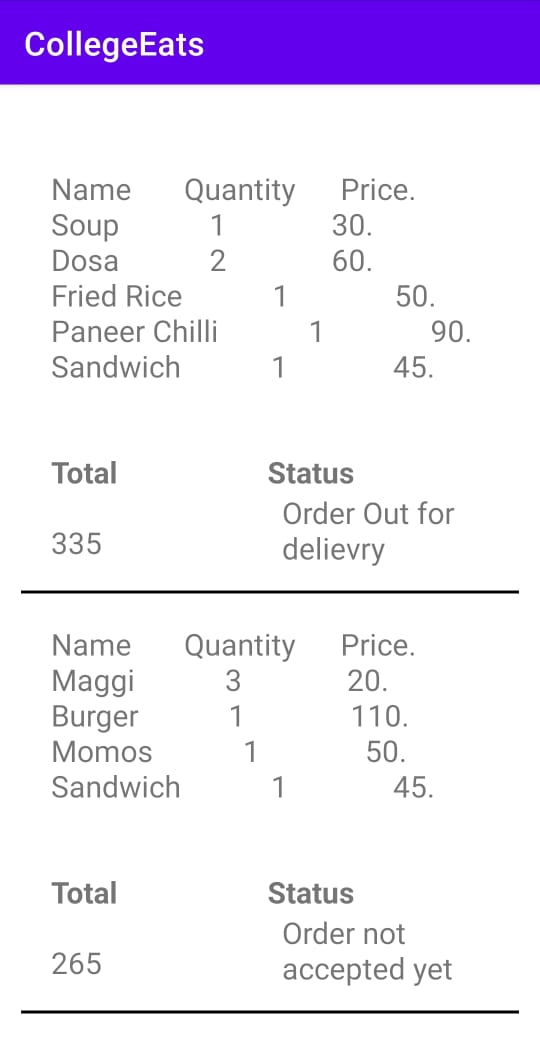 CollegeEats
Name Quantity Price.
Soup 1 30.
Dosa 2 60.
Fried Rice 1 50.
Paneer Chilli 1 90.
Sandwich 1 45.
Total Status
335 Order Out for
delievry
Name Quantity Price.
Maggi 3 20.
Burger 1 110.
Momos 1 50.
Sandwich 1 45.
Total Status
265 Order not
accepted yet